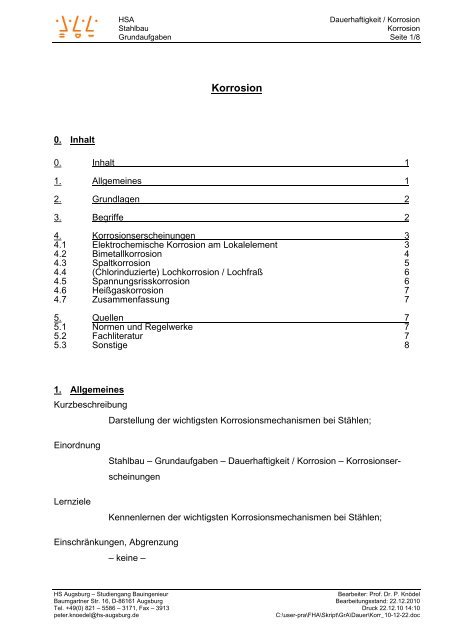 HSA Dauerhaftigkeit / Korrosion
Stahlbau Korrosion
Grundaufgaben Seite 1/8
Korrosion
0. Inhalt
0. Inhalt 1
1. Allgemeines 1
2. Grundlagen 2
3. Begriffe 2
4. Korrosionserscheinungen 3
4.1 Elektrochemische Korrosion am Lokalelement 3
4.2 Bimetallkorrosion 4
4.3 Spaltkorrosion 5
4.4 (Chlorinduzierte) Lochkorrosion / Lochfraß 6
4.5 Spannungsrisskorrosion 6
4.6 Heißgaskorrosion 7
4.7 Zusammenfassung 7
5. Quellen 7
5.1 Normen und Regelwerke 7
5.2 Fachliteratur 7
5.3 Sonstige 8
1. Allgemeines
Kurzbeschreibung
Darstellung der wichtigsten Korrosionsmechanismen bei Stählen;
Einordnung
Stahlbau – Grundaufgaben – Dauerhaftigkeit / Korrosion – Korrosionser-
scheinungen
Lernziele
Kennenlernen der wichtigsten Korrosionsmechanismen bei Stählen;
Einschränkungen, Abgrenzung
– keine –
HS Augsburg – Studiengang Bauingenieur Bearbeiter: Prof. Dr. P. Knödel
Baumgartner Str. 16, D-86161 Augsburg Bearbeitungsstand: 22.12.2010
Tel. +49(0) 821 – 5586 – 3171, Fax – 3913 Druck 22.12.10 14:10
peter.knoedel@hs-augsburg.de C:\user-pra\FHA\Skript\GrA\Dauer\Korr_10-12-22.doc